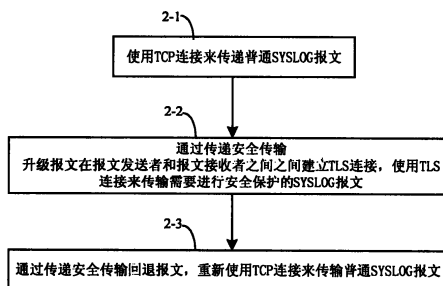 2-1
使用TCP连接来传递普通SYSLOG报文
2-2
通过传递安全传输
升级报文在报文发送者和报文接收者之间之间建立TLS连接，使用TLS
连接来传输需要进行安全保护的SYSLOG报文
2-3
通过传递安全传输回退报文，重新使用TCP连接来传输普通SYSLOG报文